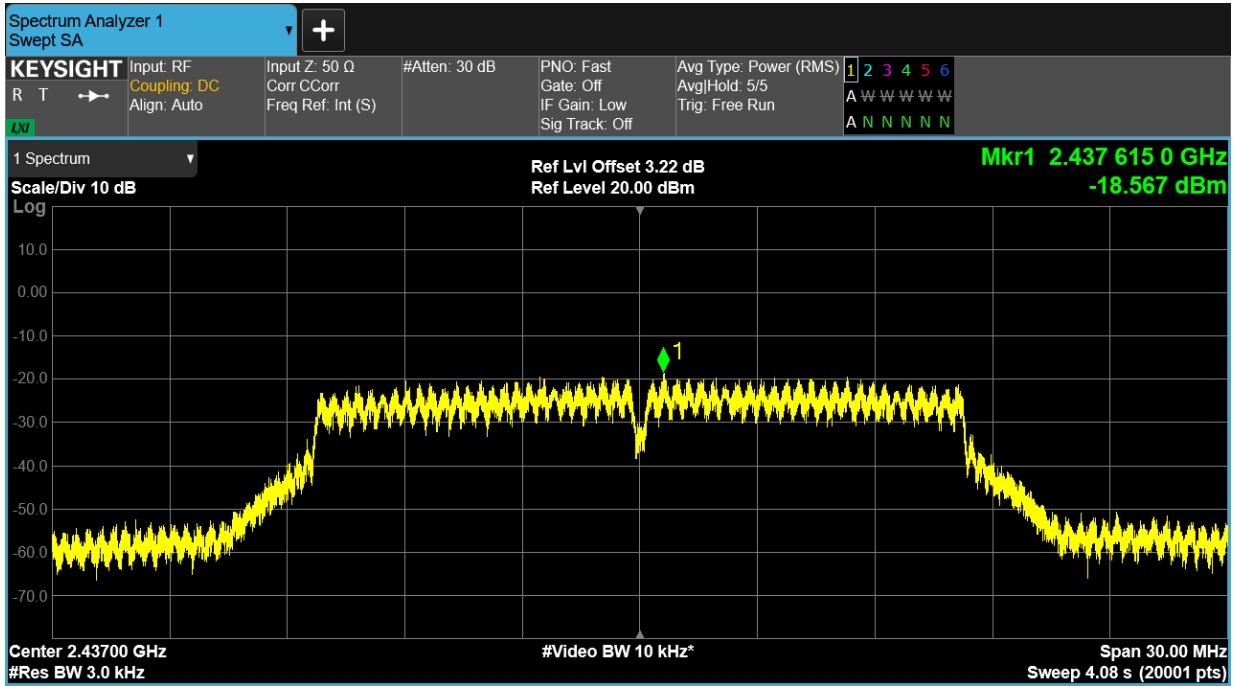 Spectrum Analyzer 1
Swept SA
+
KEYSIGHT
R T
LXI
Input: RF
Coupling: DC
Align: Auto
Input Z: 50 Ω
Corr CCorr
Freq Ref: Int (S)
#Atten: 30 dB
PNO: Fast
Gate: Off
IF Gain: Low
Sig Track: Off
Avg Type: Power (RMS)
Avg|Hold: 5/5
Trig: Free Run
1 2 3 4 5 6
A W W W W W
A N N N N N
1 Spectrum
Scale/Div 10 dB
Log
Ref Lvl Offset 3.22 dB
Ref Level 20.00 dBm
Mkr1 2.437 615 0 GHz
-18.567 dBm
10.0
0.00
-10.0
-20.0
-30.0
-40.0
-50.0
-60.0
-70.0
1
Center 2.43700 GHz
#Res BW 3.0 kHz
#Video BW 10 kHz*
Span 30.00 MHz
Sweep 4.08 s (20001 pts)